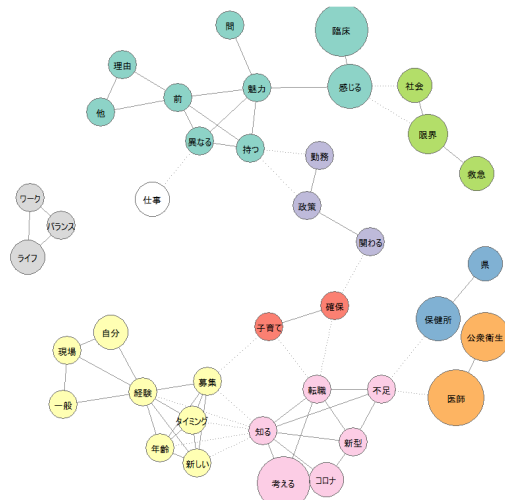 間
臨床
理由
魅力
感じる
社会
前
他
限界
異なる
持つ
勤務
救急
仕事
ワーク
政策
バランス
関わる
ライフ
県
確保
保健所
子育て
自分
公衆衛生
現場
募集
転職
不足
経験
医師
一般
タイミング
知る
新型
年齢
新しい
考える
コロナ